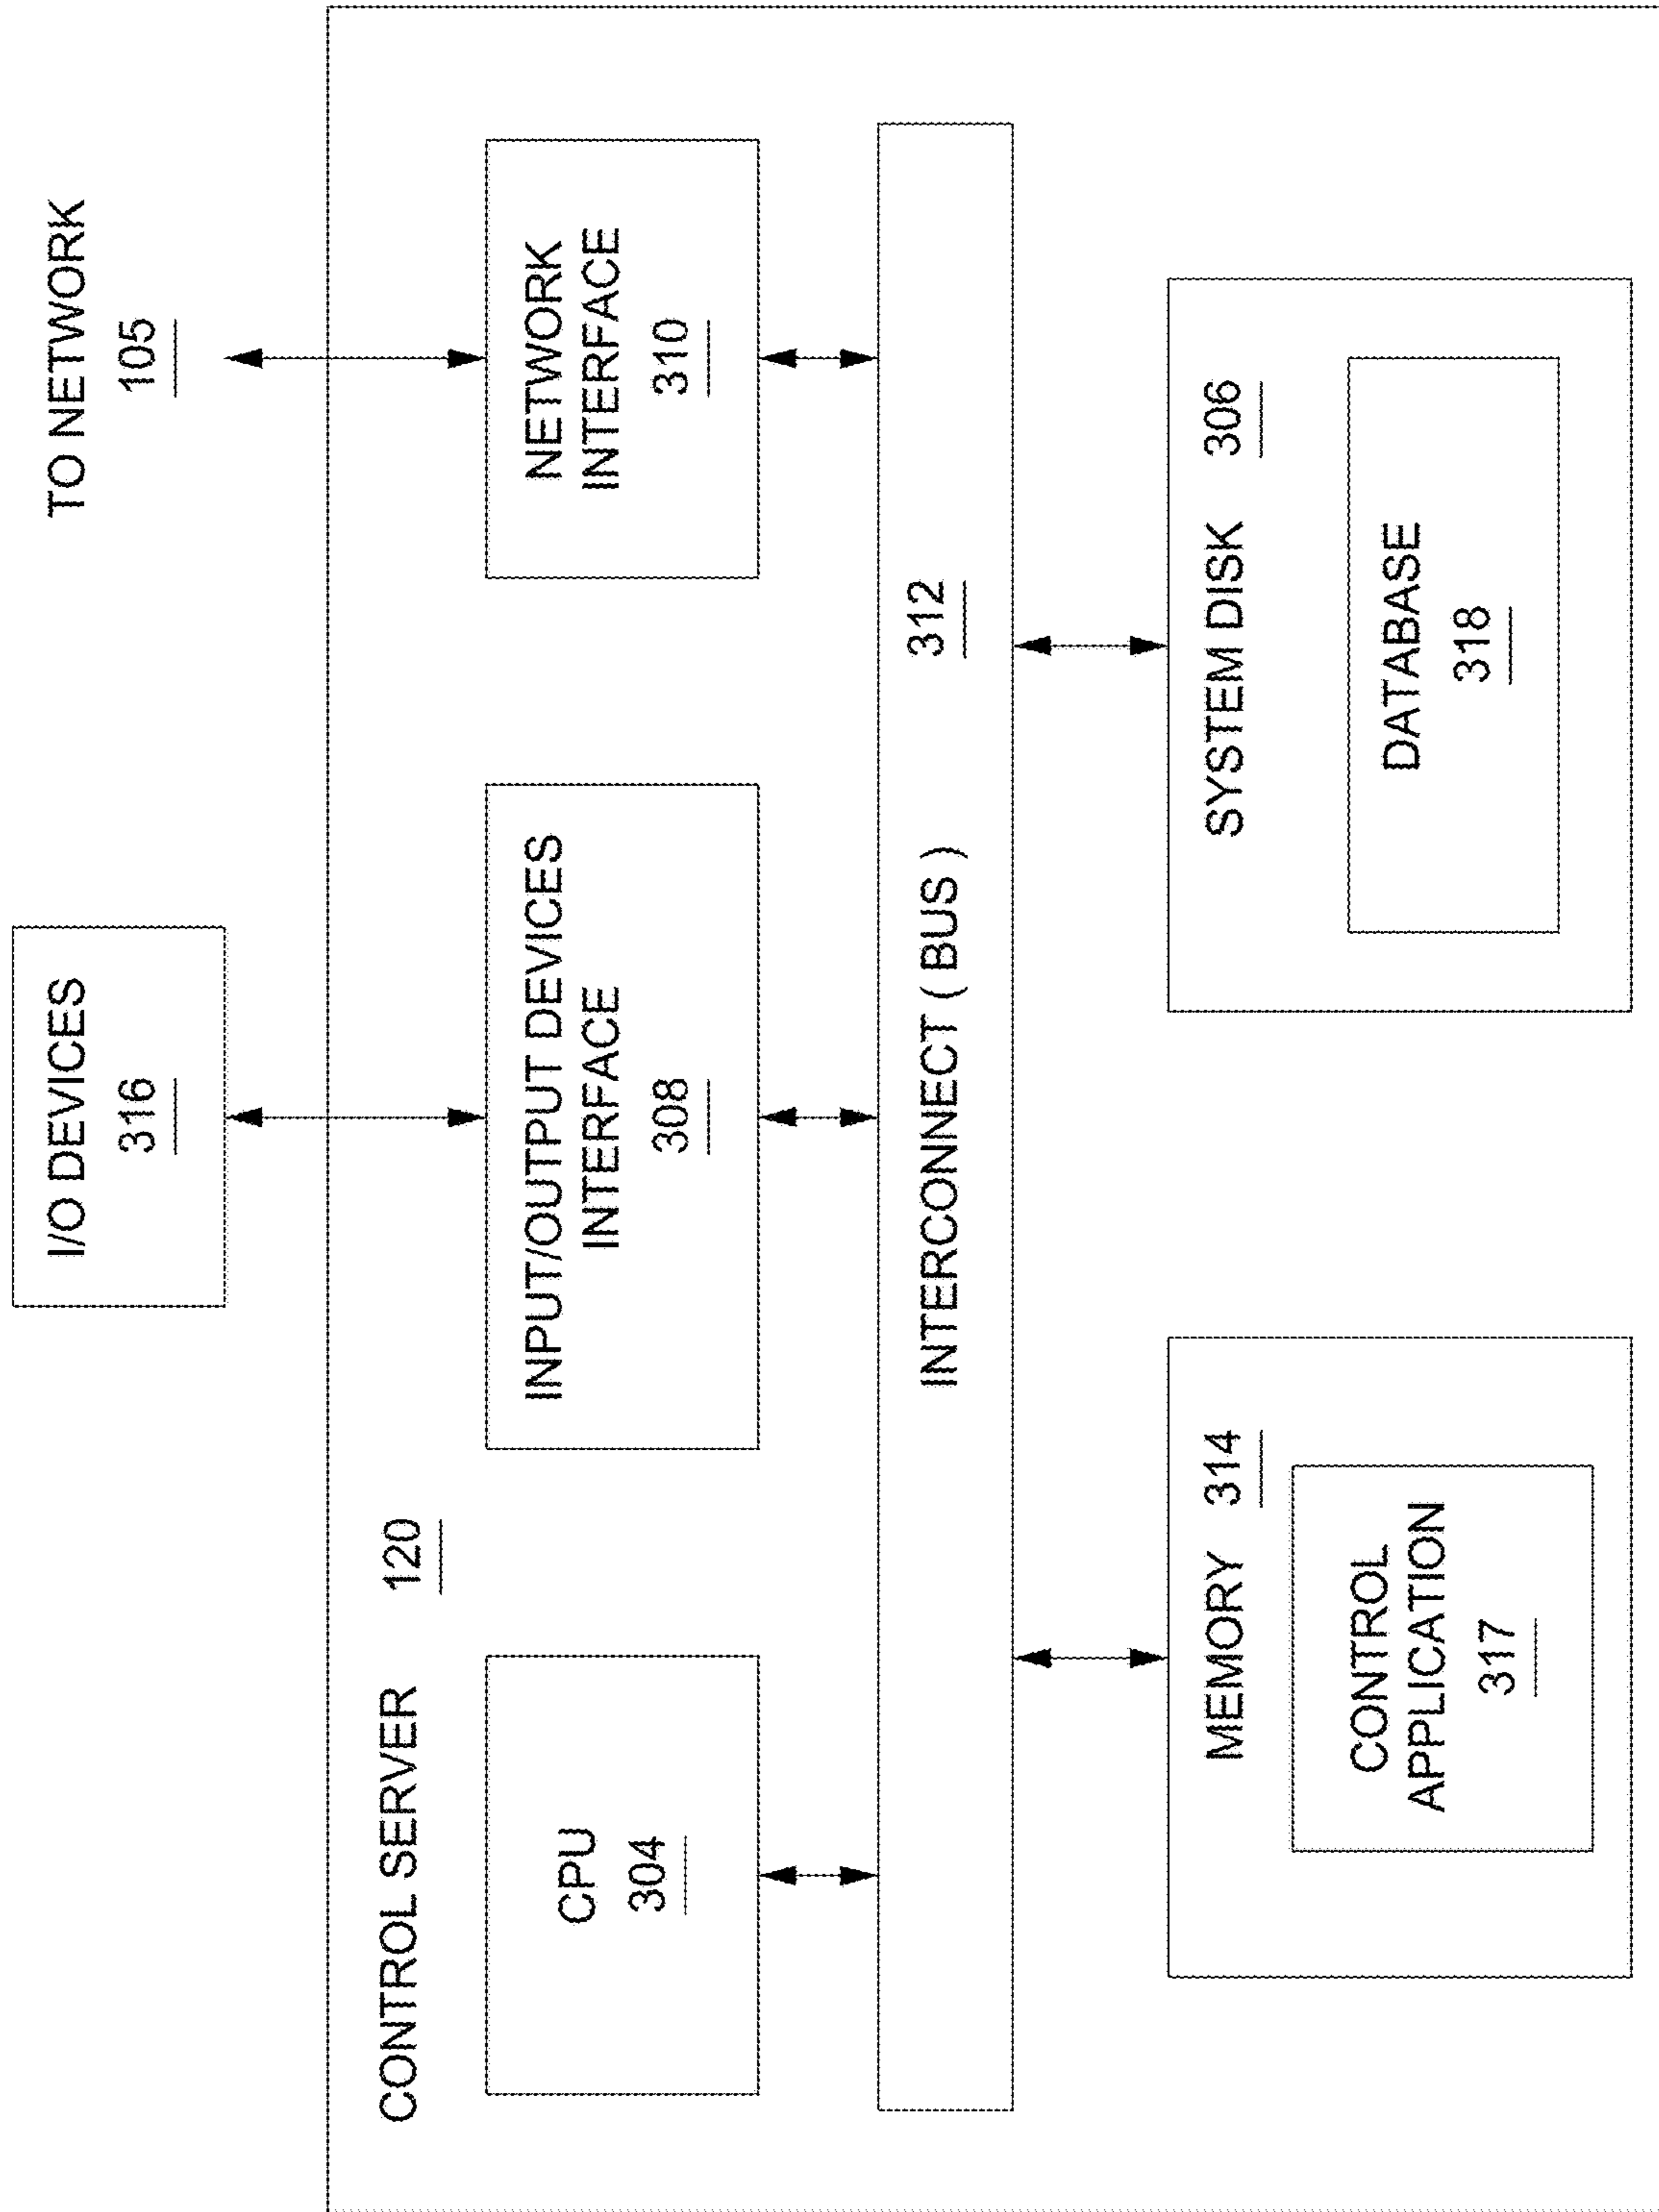 I/O DEVICES
316
TO NETWORK
105
CONTROL SERVER 120
CPU
304
INPUT/OUTPUT DEVICES
INTERFACE
308
NETWORK
INTERFACE
310
INTERCONNECT ( BUS ) 312
MEMORY 314
CONTROL
APPLICATION
317
SYSTEM DISK 306
DATABASE
318